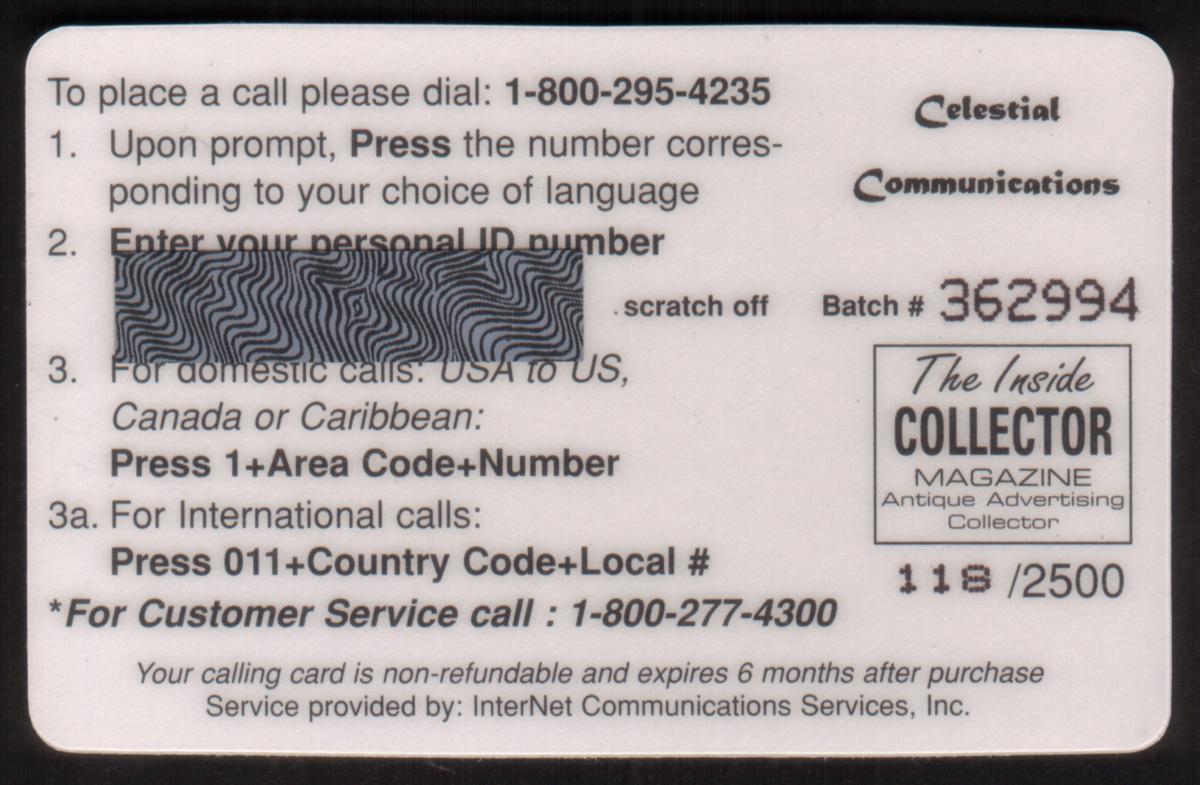 To place a call please dial: 1-800-295-4235
1. Upon prompt, Press the number corres-
ponding to your choice of language
2. Enter your personal ID number
scratch off
3. For domestic calls: USA to US,
Canada or Caribbean:
Press 1+Area Code+Number
3a. For International calls:
Press 011+Country Code+Local #
*For Customer Service call : 1-800-277-4300
Celestial
Communications
Batch # 362994
The Inside
COLLECTOR
MAGAZINE
Antique Advertising
Collector
118 /2500
Your calling card is non-refundable and expires 6 months after purchase
Service provided by: InterNet Communications Services, Inc.